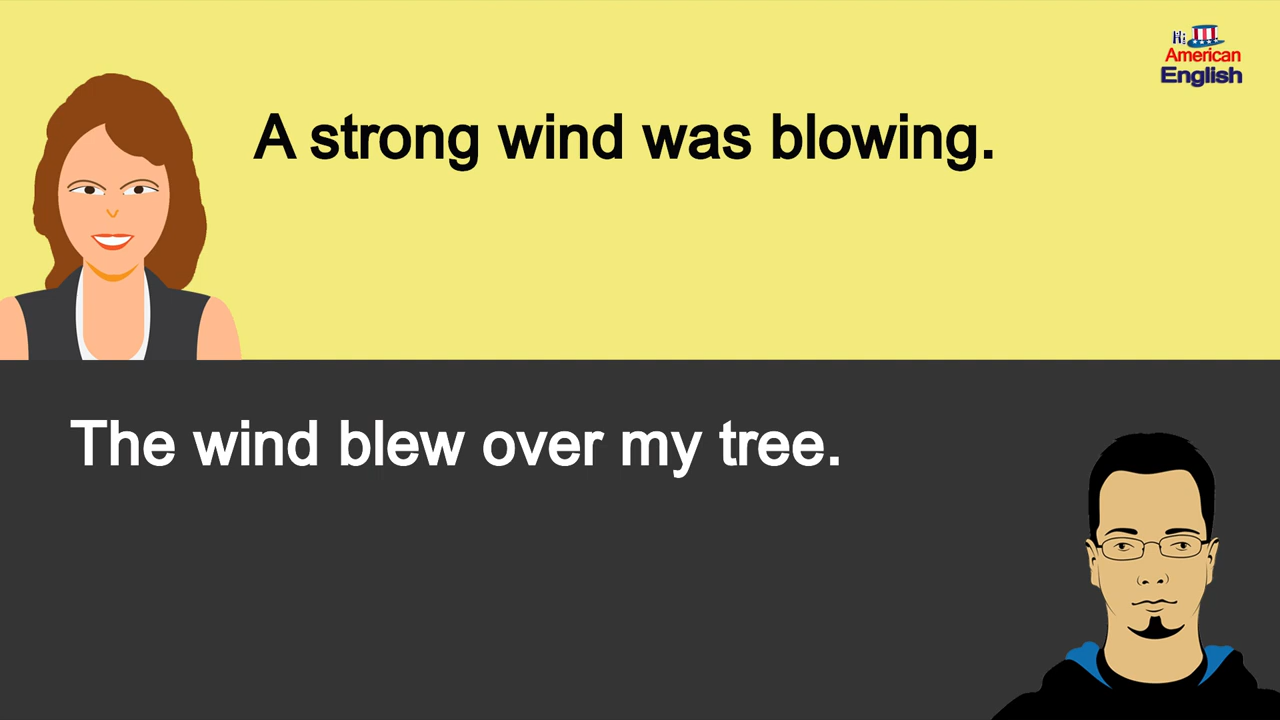 Hi
American
English
A strong wind was blowing.
The wind blew over my tree.